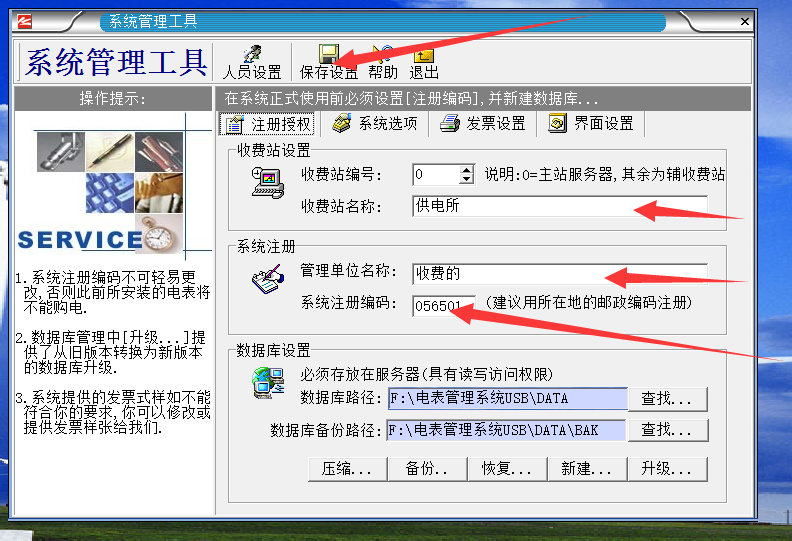 系统管理工具
系统管理工具
人员设置
保存设置
帮助
退出
操作提示:
在系统正式使用前必须设置[注册编码],并新建数据库...
注册授权
系统选项
发票设置
界面设置
SERVICE
1.系统注册编码不可轻易更
改,否则此前所安装的电表将
不能购电.
2.数据库管理中[升级...]提
供了从旧版本转换为新版本
的数据库升级.
3.系统提供的发票式样如不能
符合你的要求,你可以修改或
提供发票样张给我们.
收费站设置
收费站编号: 0 说明:0=主站服务器,其余为辅收费站
收费站名称: 供电所
系统注册
管理单位名称: 收费的
系统注册编码: 056501 (建议用所在地的邮政编码注册)
数据库设置
必须存放在服务器(具有读写访问权限)
数据库路径: F:\电表管理系统USB\DATA 查找...
数据库备份路径: F:\电表管理系统USB\DATA\BAK 查找...
压缩... 备份.. 恢复... 新建... 升级...